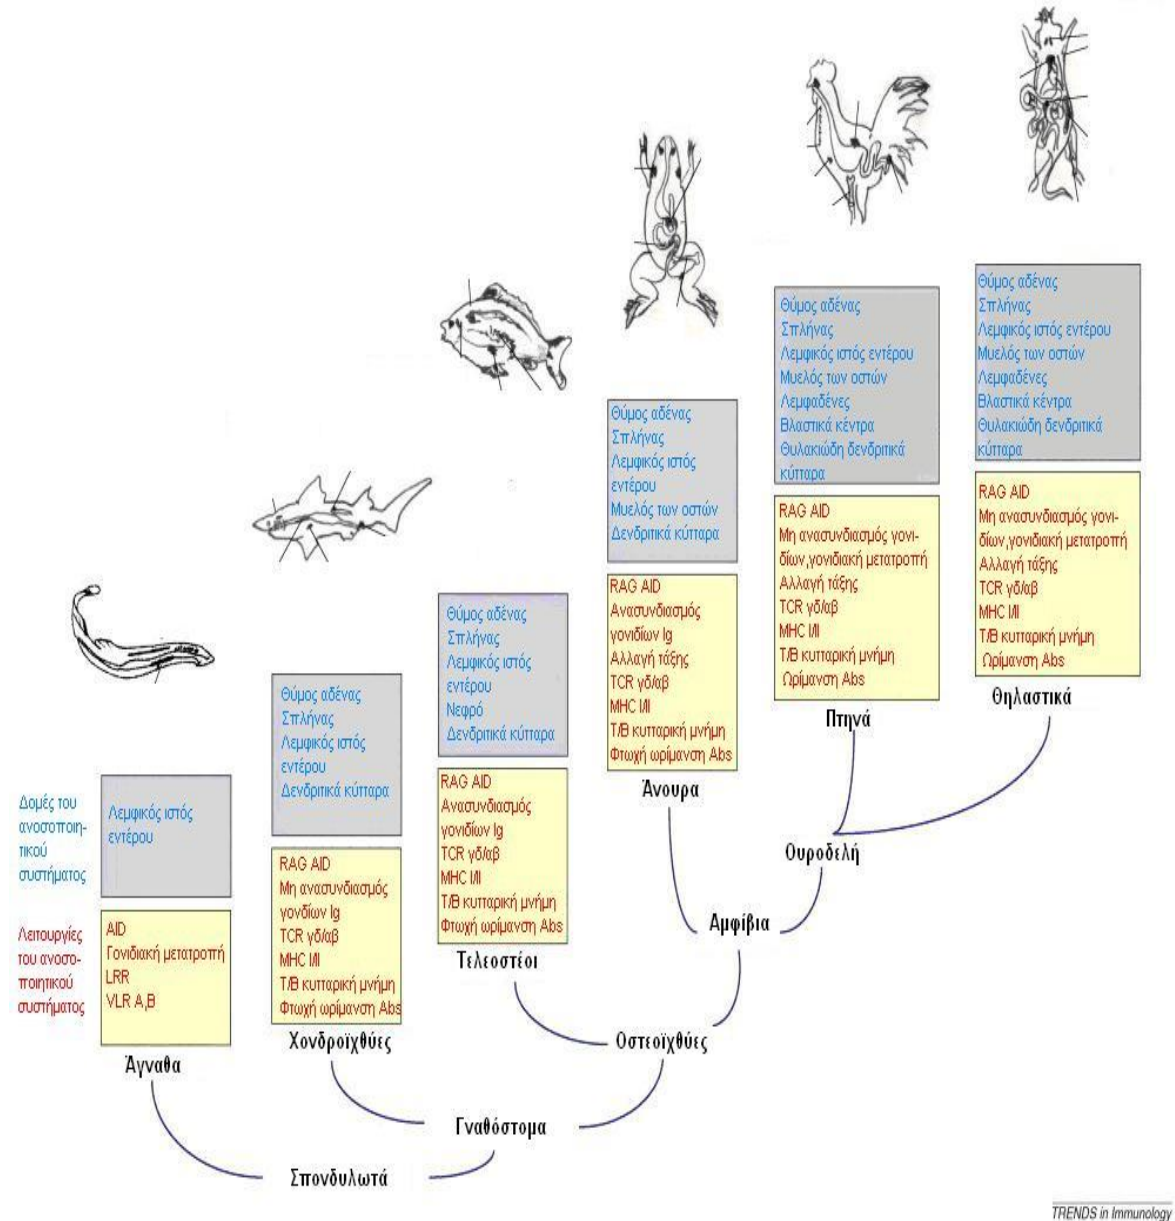 Θύμος αδένας
Σπλήνας
Λεμφικός ιστός εντέρου
Μυελός των οστών
Λεμφαδένες
Βλαστικά κέντρα
Θυλακιώδη δενδριτικά
κύτταρα
RAG AID
Μη ανασυνδιασμός γονι-
δίων,γονιδιακή μετατροπή
Αλλαγή τάξης
TCR γδ/αβ
MHC I/II
Τ/Β κυτταρική μνήμη
Ωρίμανση Abs
Θηλαστικά
Θύμος αδένας
Σπλήνας
Λεμφικός ιστός εντέρου
Μυελός των οστών
Λεμφαδένες
Βλαστικά κέντρα
Θυλακιώδη δενδριτικά
κύτταρα
RAG AID
Μη ανασυνδιασμός γονι-
δίων,γονιδιακή μετατροπή
Αλλαγή τάξης
TCR γδ/αβ
MHC I/II
Τ/Β κυτταρική μνήμη
Ωρίμανση Abs
Πτηνά
Θύμος αδένας
Σπλήνας
Λεμφικός ιστός
εντέρου
Μυελός των οστών
Δενδριτικά κύτταρα
RAG AID
Ανασυνδιασμός
γονιδίων Ig
Αλλαγή τάξης
TCR γδ/αβ
MHC I/II
Τ/Β κυτταρική μνήμη
Φτωχή ωρίμανση Abs
Άνουρα
Θύμος αδένας
Σπλήνας
Λεμφικός ιστός
εντέρου
Νεφρό
Δενδριτικά κύτταρα
RAG AID
Ανασυνδιασμός
γονιδίων Ig
TCR γδ/αβ
MHC I/II
Τ/Β κυτταρική μνήμη
Φτωχή ωρίμανση Abs
Τελεοστέοι
Θύμος αδένας
Σπλήνας
Λεμφικός ιστός
εντέρου
Δενδριτικά κύτταρα
RAG AID
Μη ανασυνδιασμός
γονδίων Ig
TCR γδ/αβ
MHC I/II
Τ/Β κυτταρική μνήμη
Φτωχή ωρίμανση Abs
Χονδροϊχθύες
Δομές του
ανοσοποιη-
τικού
συστήματος
Λεμφικός ιστός
εντέρου
Λειτουργίες
του ανοσο-
ποιητικού
συστήματος
AID
Γονιδιακή μετατροπή
LRR
VLR A,B
Άγναθα
Ουροδελή
Αμφίβια
Οστεοϊχθύες
Γναθόστομα
Σπονδυλωτά
TRENDS in Immunology